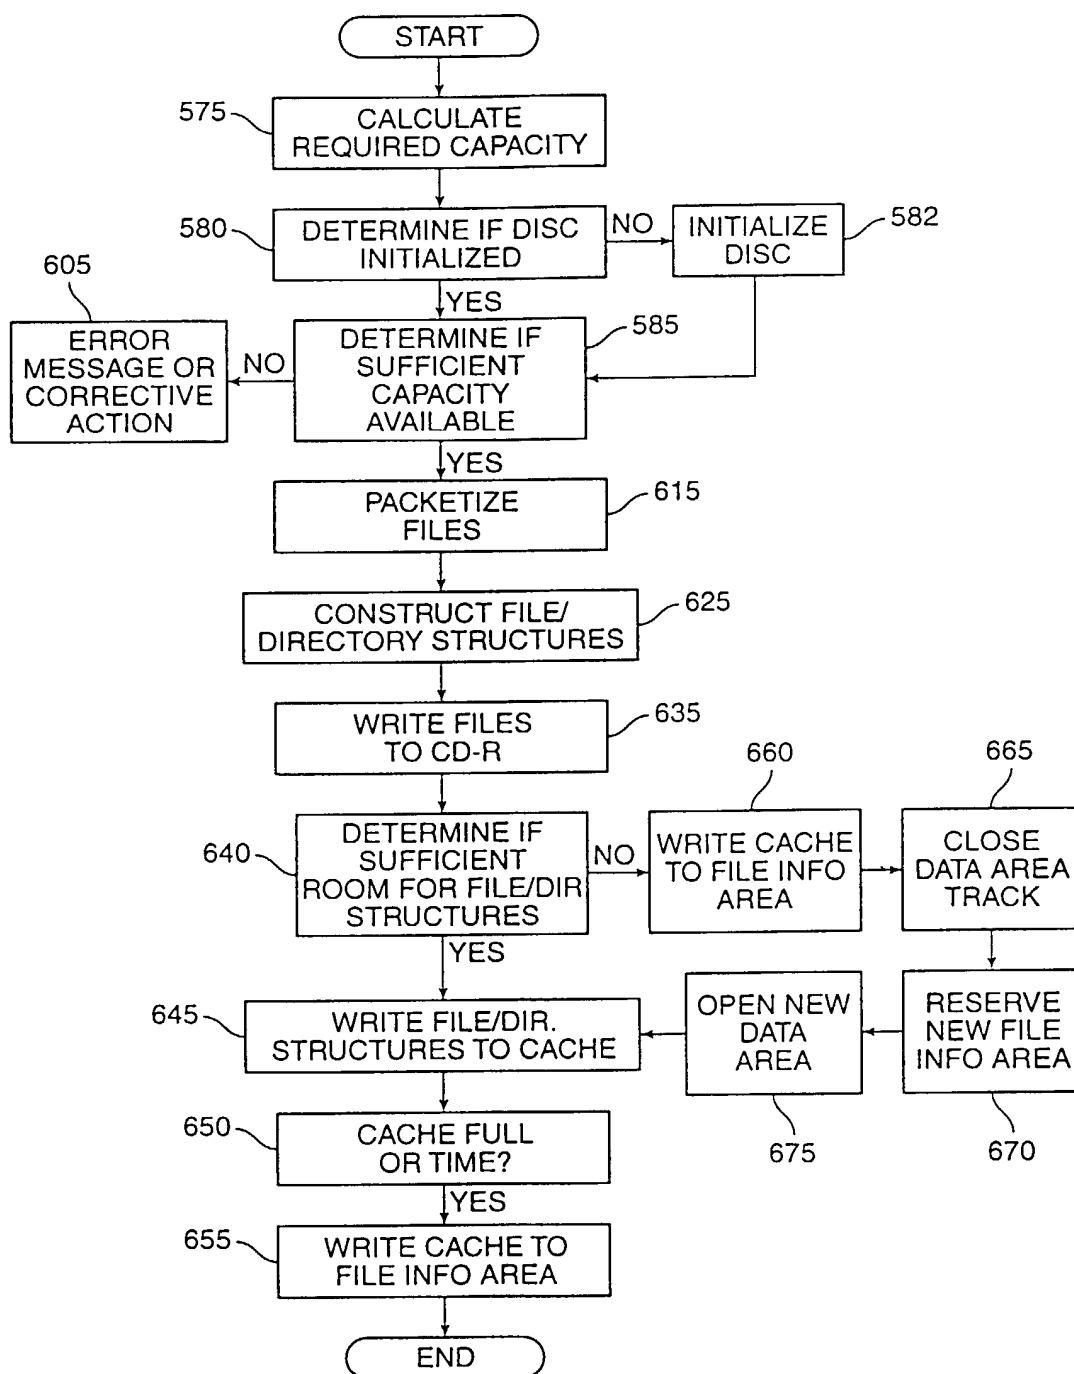 START
575
CALCULATE
REQUIRED CAPACITY
580
DETERMINE IF DISC
INITIALIZED
NO
INITIALIZE
DISC
582
YES
605
ERROR
MESSAGE OR
CORRECTIVE
ACTION
NO
DETERMINE IF
SUFFICIENT
CAPACITY
AVAILABLE
585
YES
PACKETIZE
FILES
615
CONSTRUCT FILE/
DIRECTORY STRUCTURES
625
WRITE FILES
TO CD-R
635
640
DETERMINE IF
SUFFICIENT
ROOM FOR FILE/DIR
STRUCTURES
NO
660
WRITE CACHE
TO FILE INFO
AREA
665
CLOSE
DATA AREA
TRACK
YES
645
WRITE FILE/DIR.
STRUCTURES TO CACHE
OPEN NEW
DATA
AREA
675
RESERVE
NEW FILE
INFO AREA
670
650
CACHE FULL
OR TIME?
YES
655
WRITE CACHE TO
FILE INFO AREA
END